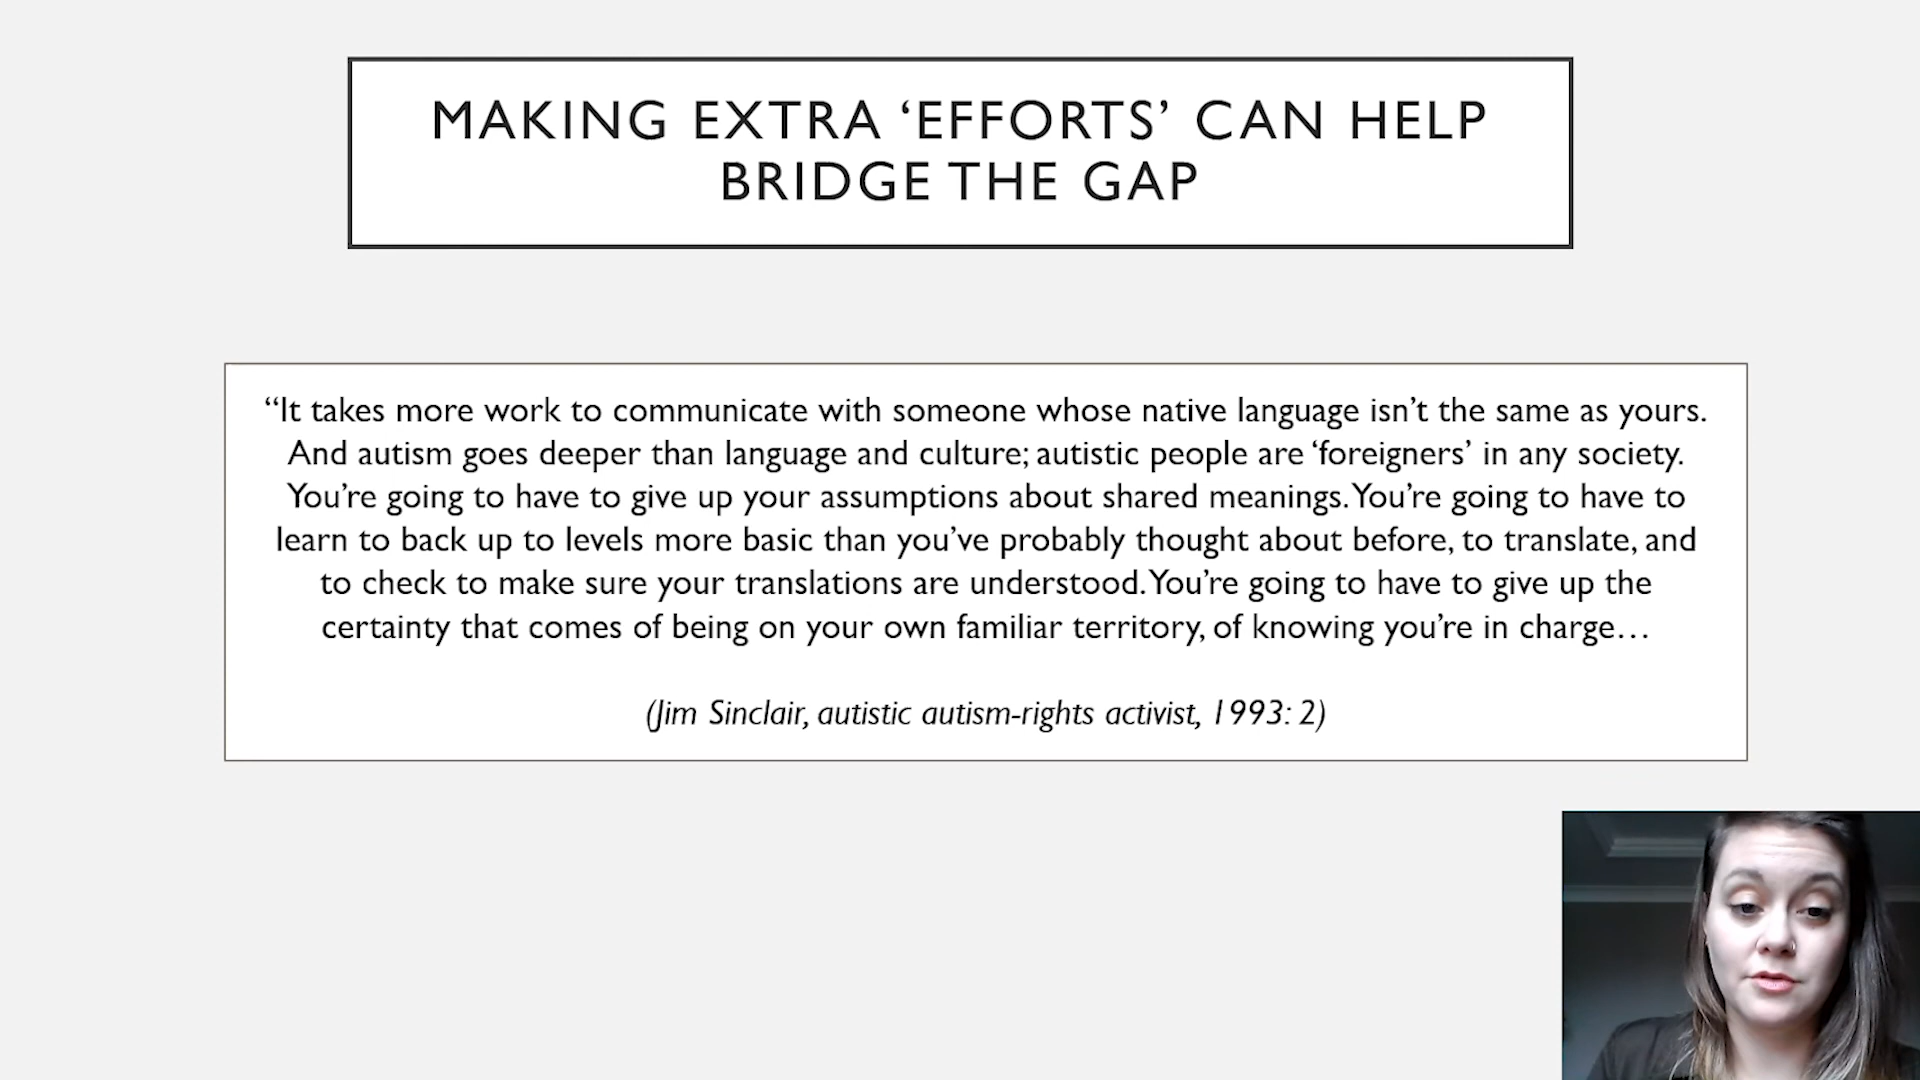 MAKING EXTRA ‘EFFORTS’ CAN HELP
BRIDGE THE GAP
“It takes more work to communicate with someone whose native language isn’t the same as yours.
And autism goes deeper than language and culture; autistic people are ‘foreigners’ in any society.
You’re going to have to give up your assumptions about shared meanings. You’re going to have to
learn to back up to levels more basic than you’ve probably thought about before, to translate, and
to check to make sure your translations are understood. You’re going to have to give up the
certainty that comes of being on your own familiar territory, of knowing you’re in charge…
(Jim Sinclair, autistic autism-rights activist, 1993: 2)